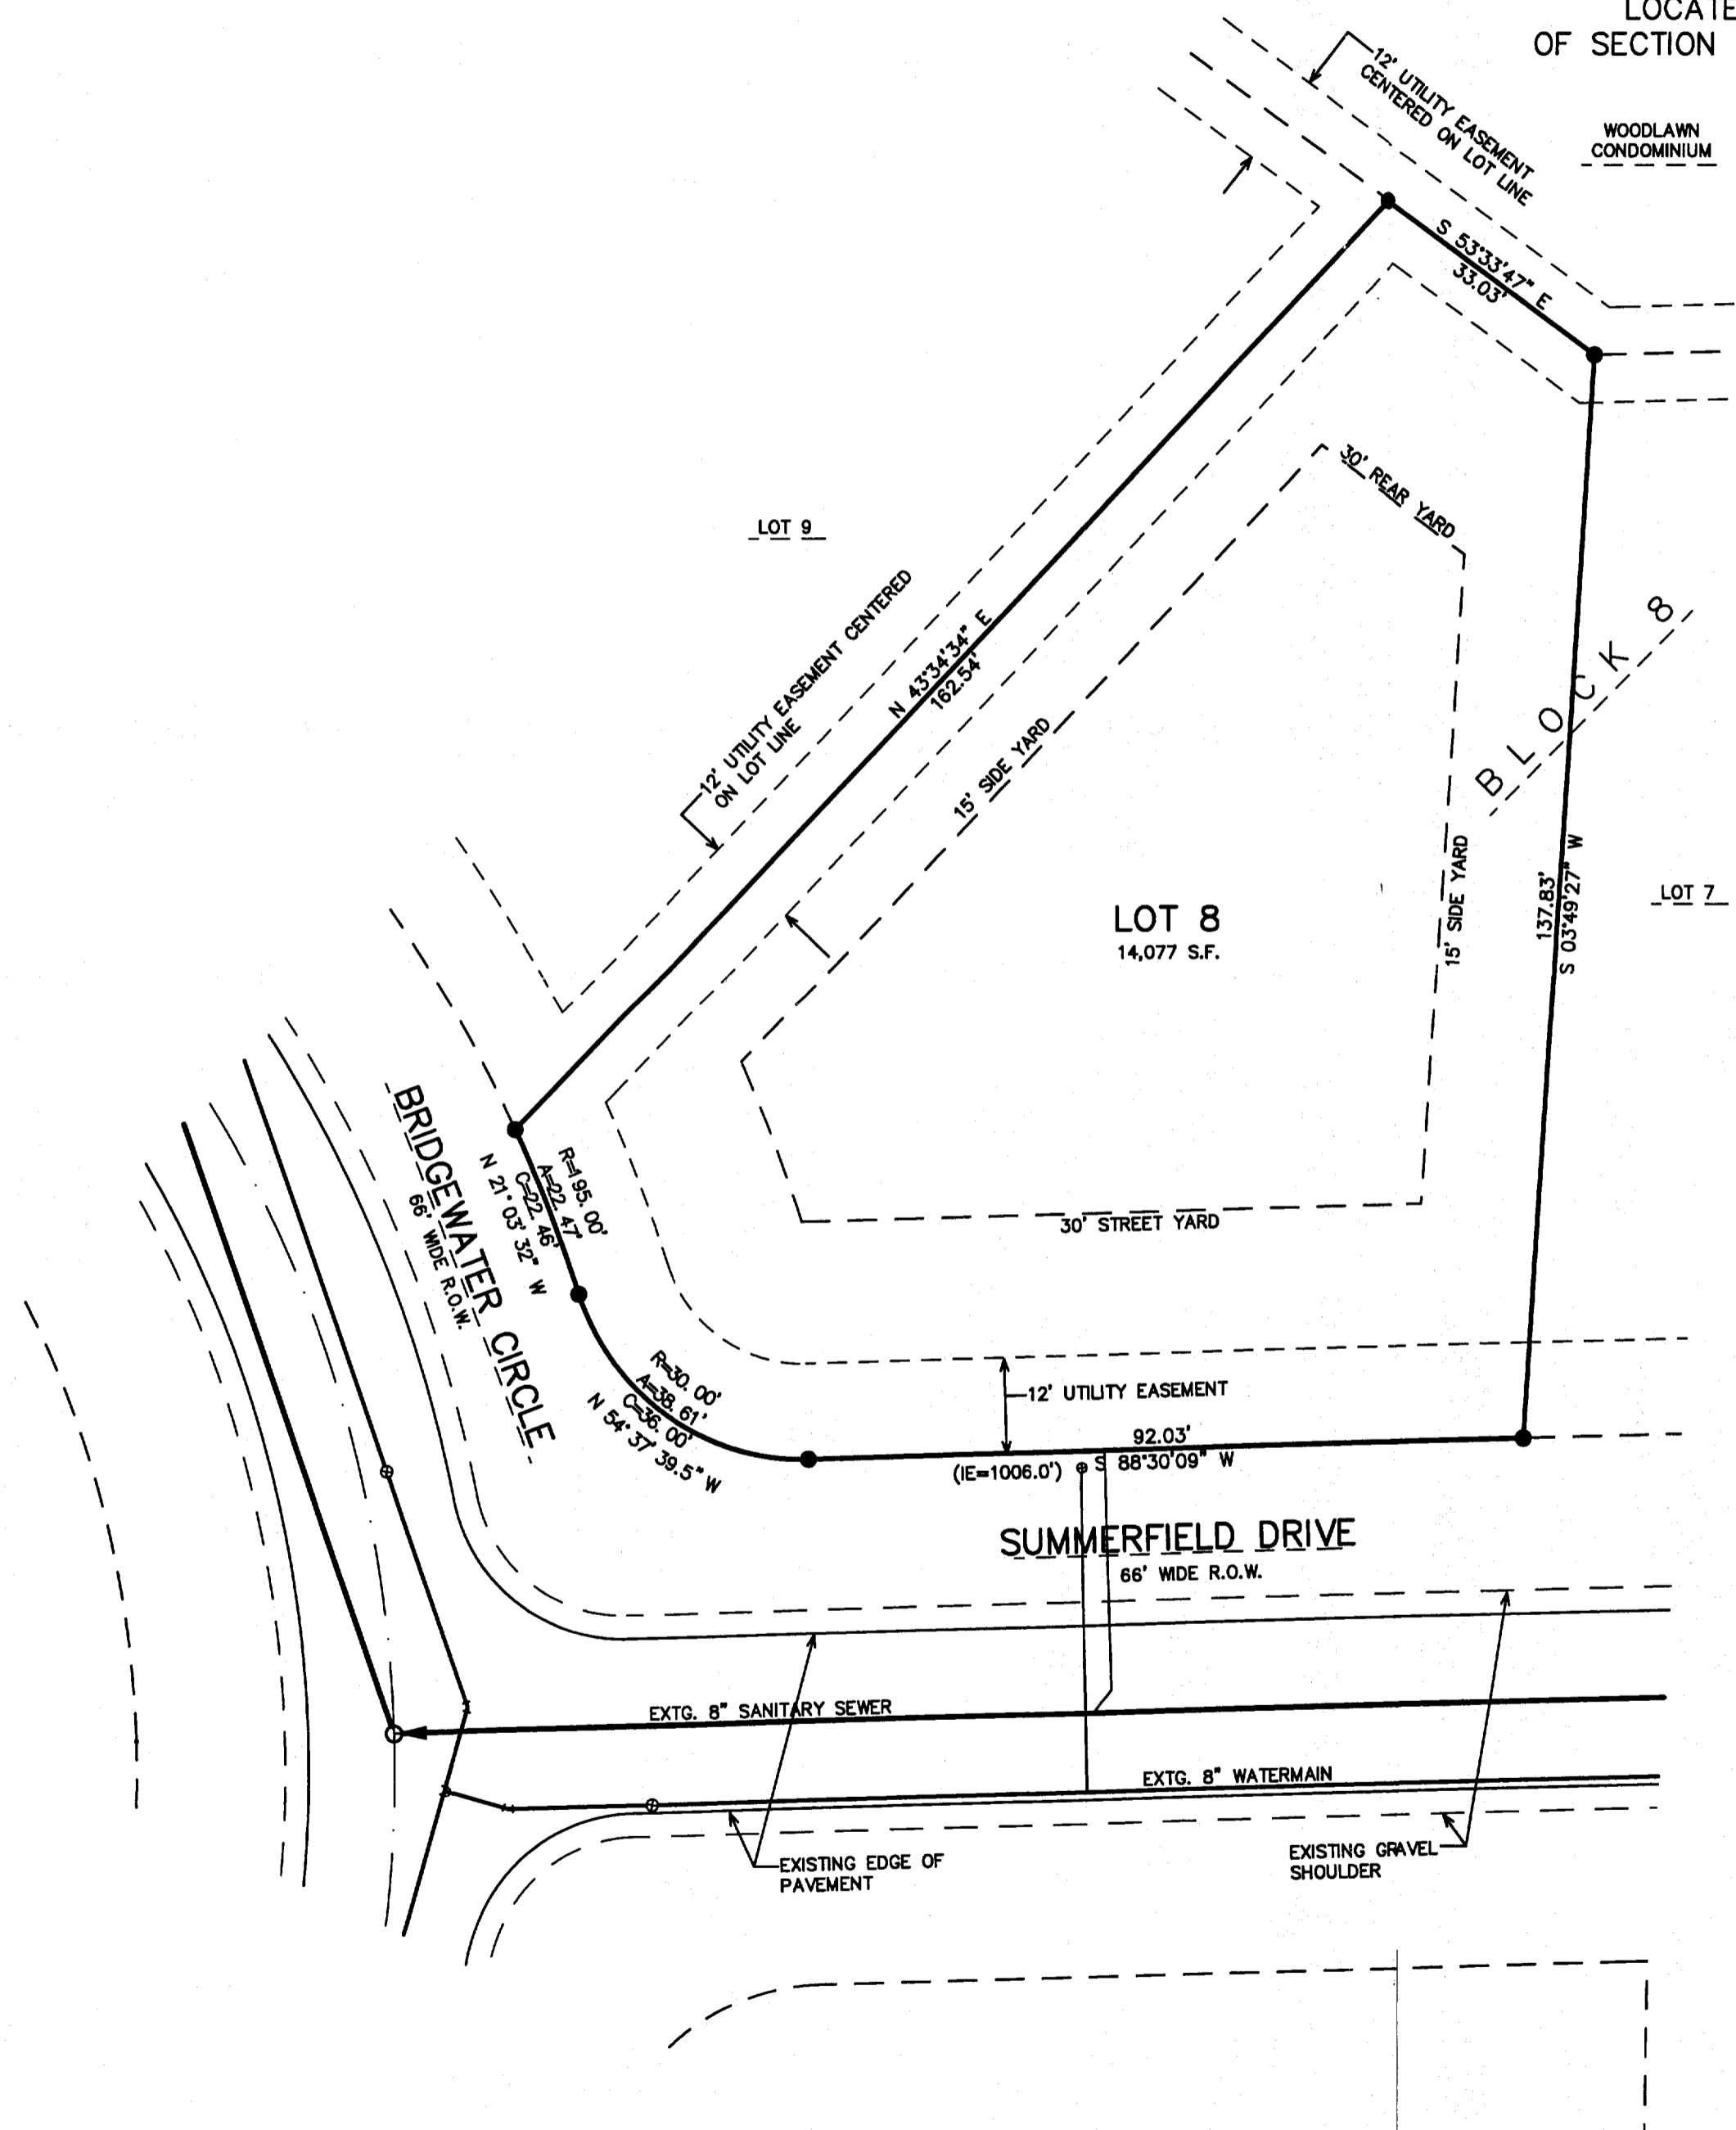 LOCATE
OF SECTION
12' UTILITY EASEMENT
CENTERED ON LOT LINE
WOODLAWN
CONDOMINIUM
S 53°33'47" E
33.03'
30' REAR YARD
LOT 9
12' UTILITY EASEMENT CENTERED
ON LOT LINE
N 43°34'34" E
162.54'
15' SIDE YARD
BLOCK 8
LOT 8
14,077 S.F.
15' SIDE YARD
137.83'
S 03°49'27" W
LOT 7
BRIDGEWATER CIRCLE
66' WIDE R.O.W.
R=195.00'
A=22.47'
C=22.46'
N 21°03'32" W
30' STREET YARD
R=30.00'
A=38.61'
C=36.00'
N 54°37'39.5" W
12' UTILITY EASEMENT
92.03'
(IE=1006.0')
S 88°30'09" W
SUMMERFIELD DRIVE
66' WIDE R.O.W.
EXTG. 8" SANITARY SEWER
EXTG. 8" WATERMAIN
EXISTING EDGE OF
PAVEMENT
EXISTING GRAVEL
SHOULDER